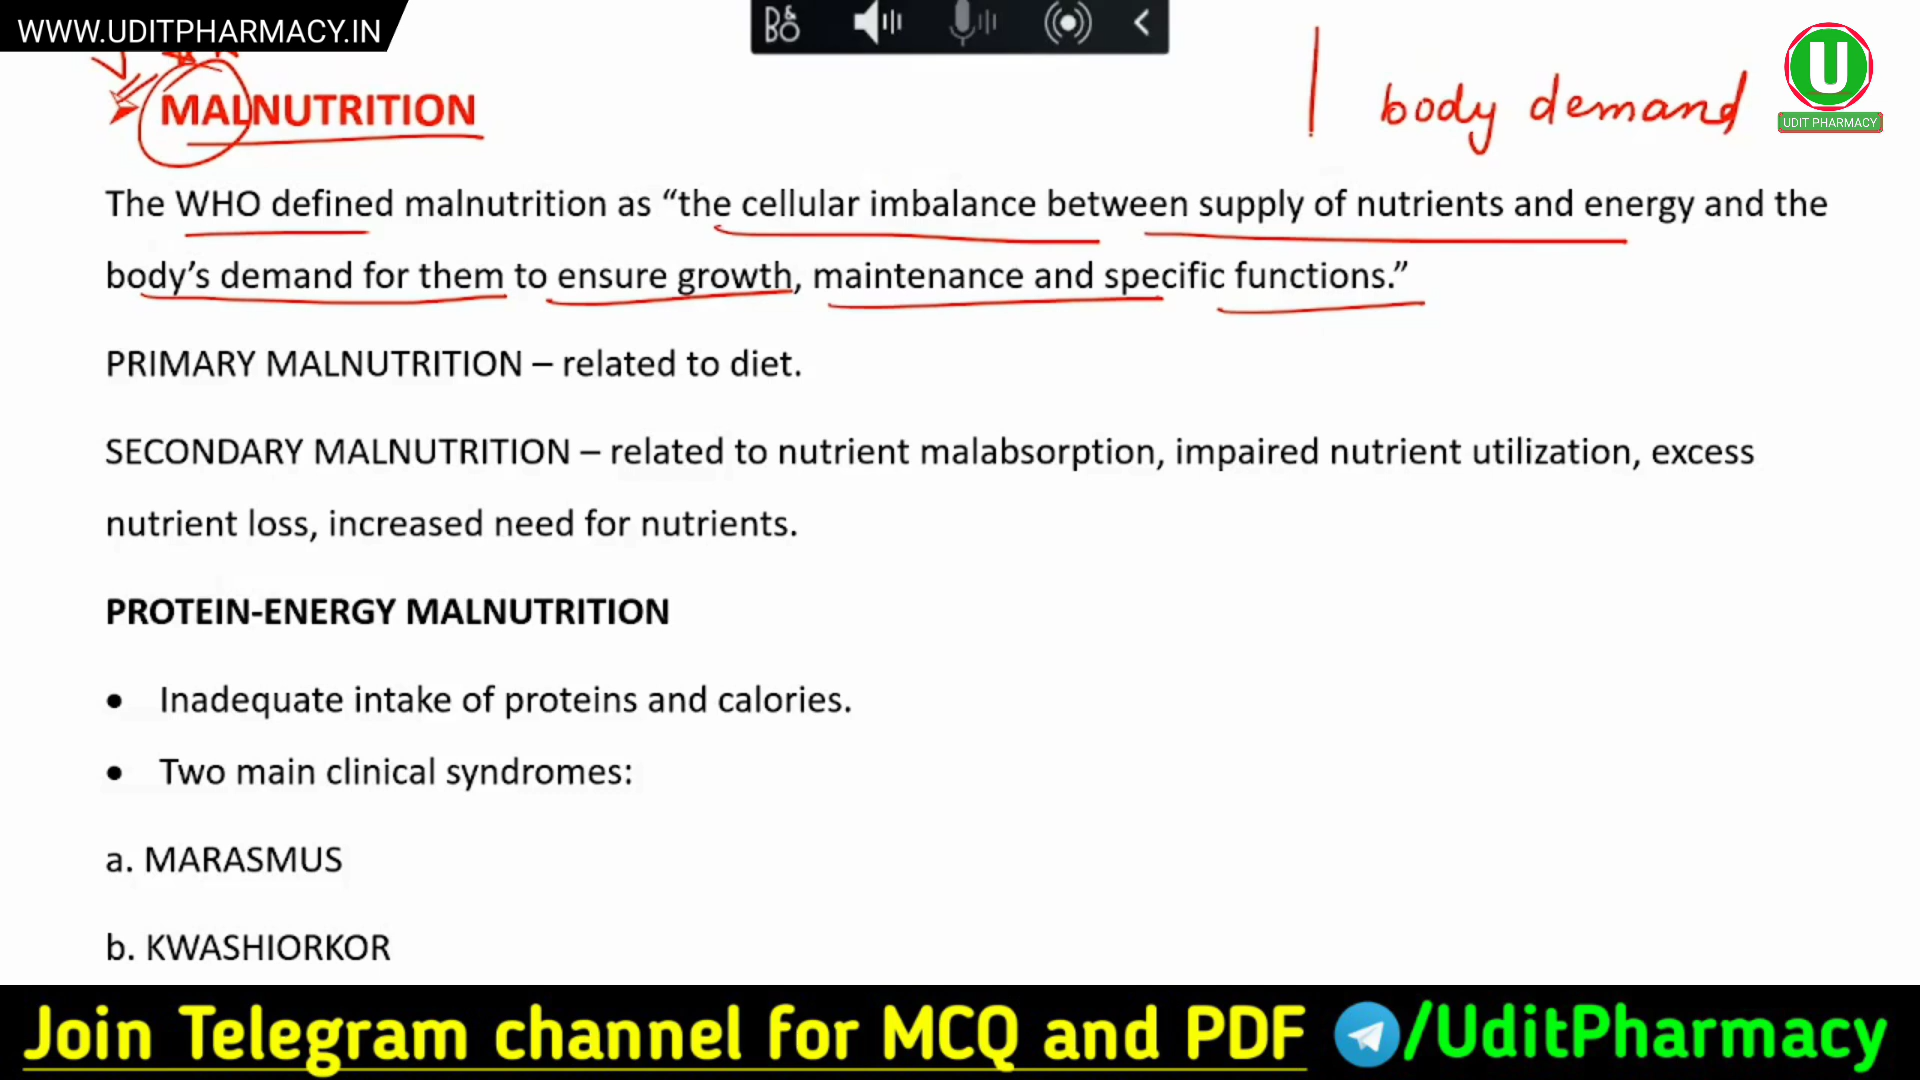 WWW.UDITPHARMACY.IN
B&O
body demand
U
UDIT PHARMACY
MALNUTRITION
The WHO defined malnutrition as “the cellular imbalance between supply of nutrients and energy and the
body’s demand for them to ensure growth, maintenance and specific functions.”
PRIMARY MALNUTRITION – related to diet.
SECONDARY MALNUTRITION – related to nutrient malabsorption, impaired nutrient utilization, excess
nutrient loss, increased need for nutrients.
PROTEIN-ENERGY MALNUTRITION
• Inadequate intake of proteins and calories.
• Two main clinical syndromes:
a. MARASMUS
b. KWASHIORKOR
Join Telegram channel for MCQ and PDF /UditPharmacy